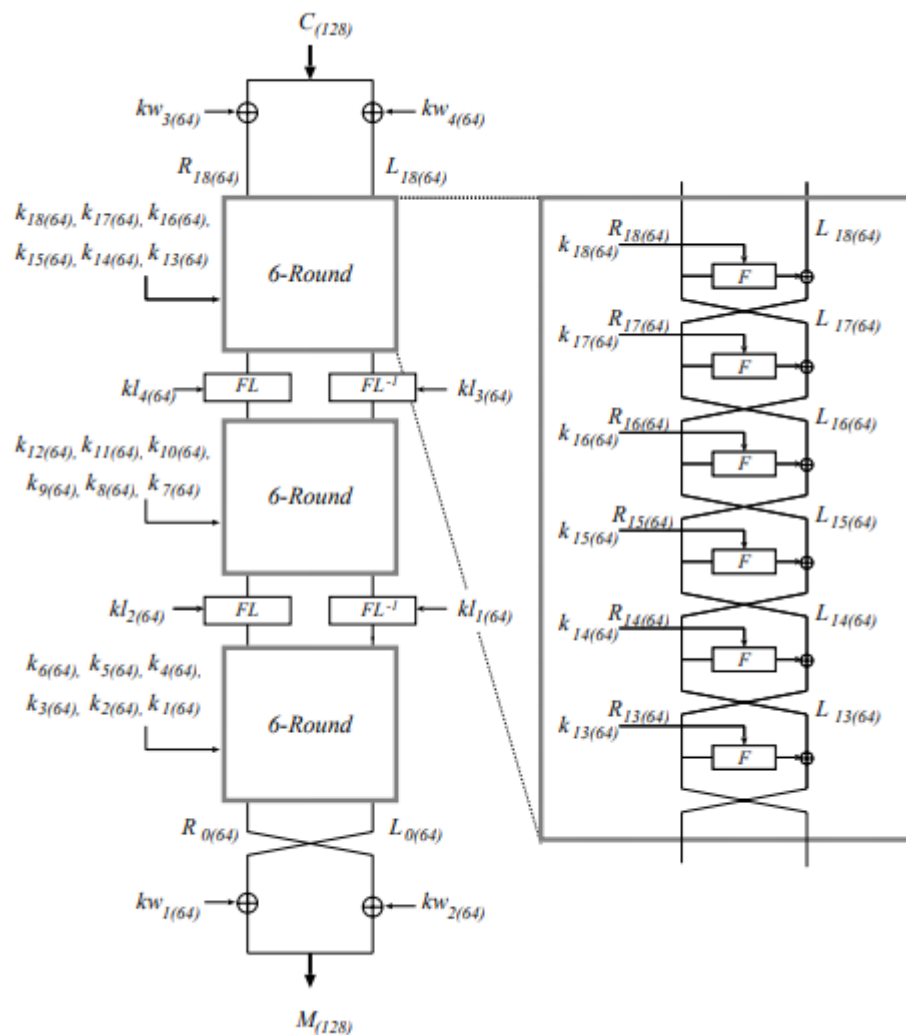 C(128)
kw3(64) kw4(64)
R18(64) L18(64)
k18(64), k17(64), k16(64),
k15(64), k14(64), k13(64)
6-Round
kl4(64) FL FL-1 kl3(64)
k12(64), k11(64), k10(64),
k9(64), k8(64), k7(64)
6-Round
kl2(64) FL FL-1 kl1(64)
k6(64), k5(64), k4(64),
k3(64), k2(64), k1(64)
6-Round
R0(64) L0(64)
kw1(64) kw2(64)
M(128)
R18(64) L18(64)
k18(64)
F
R17(64) L17(64)
k17(64)
F
R16(64) L16(64)
k16(64)
F
R15(64) L15(64)
k15(64)
F
R14(64) L14(64)
k14(64)
F
R13(64) L13(64)
k13(64)
F